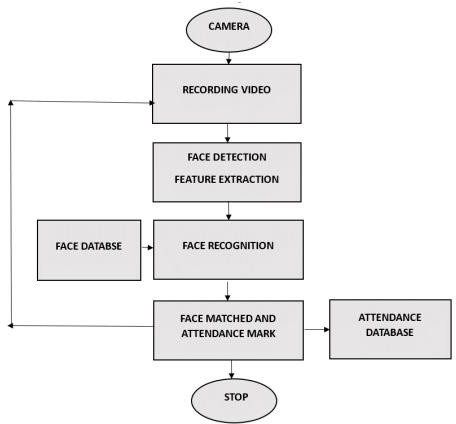 CAMERA
RECORDING VIDEO
FACE DETECTION
FEATURE EXTRACTION
FACE DATABSE
FACE RECOGNITION
FACE MATCHED AND
ATTENDANCE MARK
ATTENDANCE
DATABASE
STOP